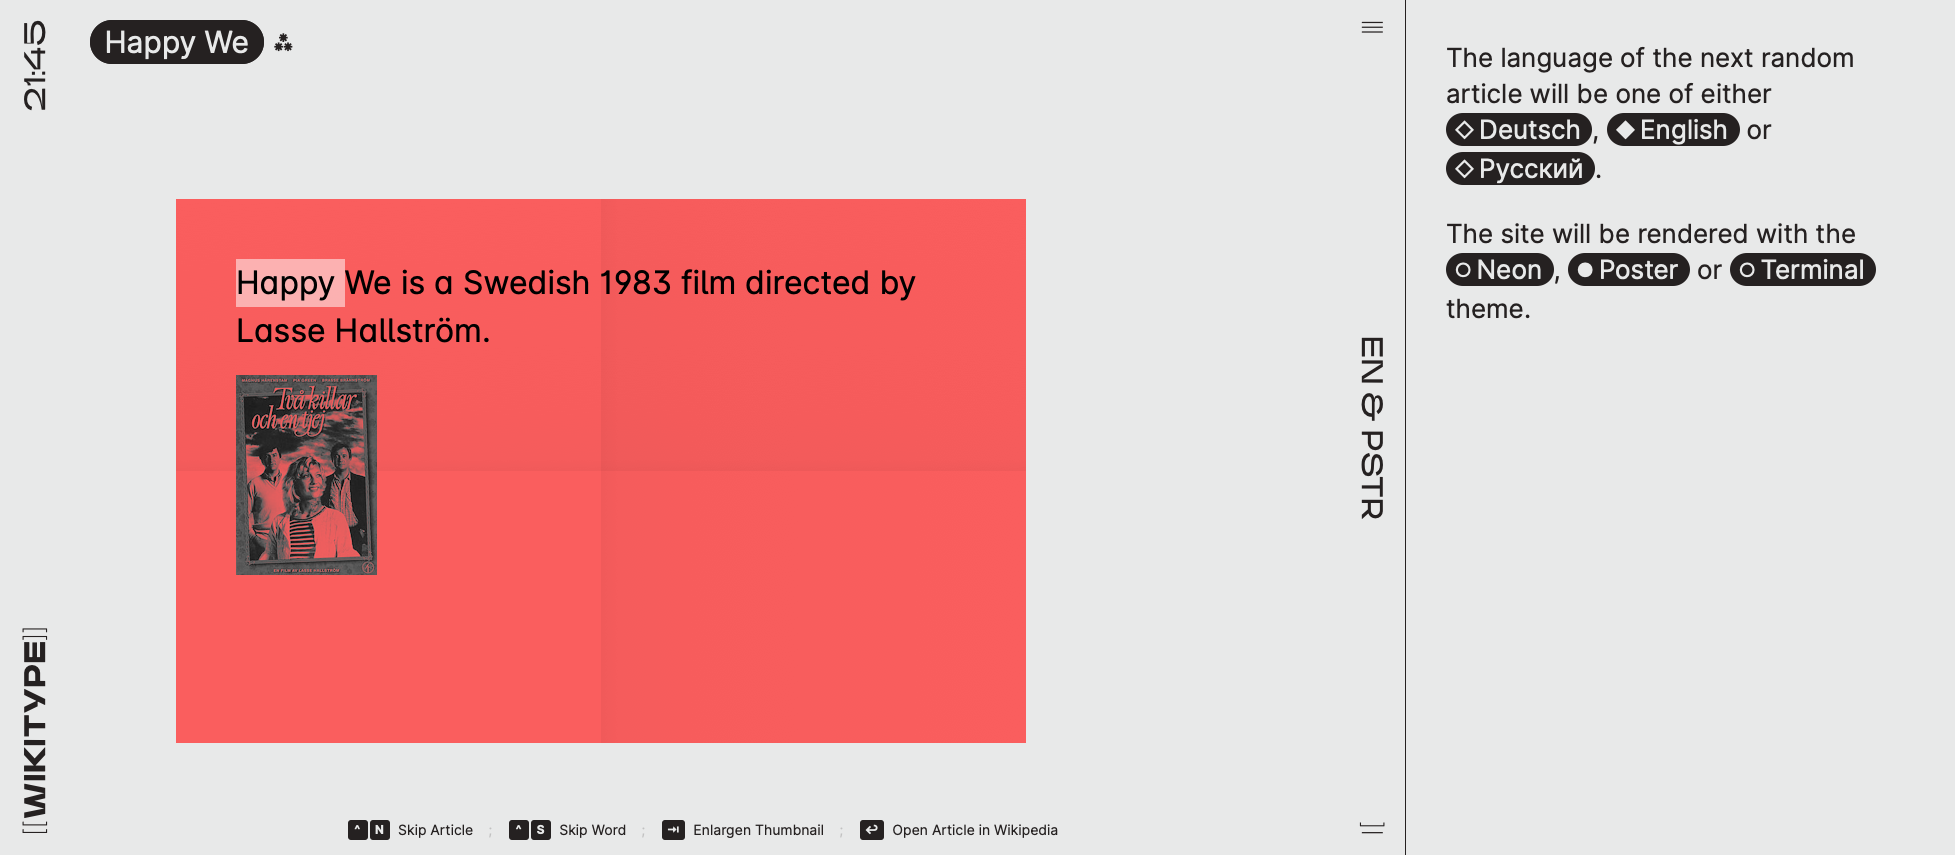 21:45
Happy We
Happy We is a Swedish 1983 film directed by
Lasse Hallström.
Två killar
och en tjej
[[WIKITYPE]]
^ N Skip Article ; ^ S Skip Word ; ⇥ Enlargen Thumbnail ; ↩ Open Article in Wikipedia
EN & PSTR
The language of the next random
article will be one of either
Deutsch, English or
Русский.
The site will be rendered with the
Neon, Poster or Terminal
theme.